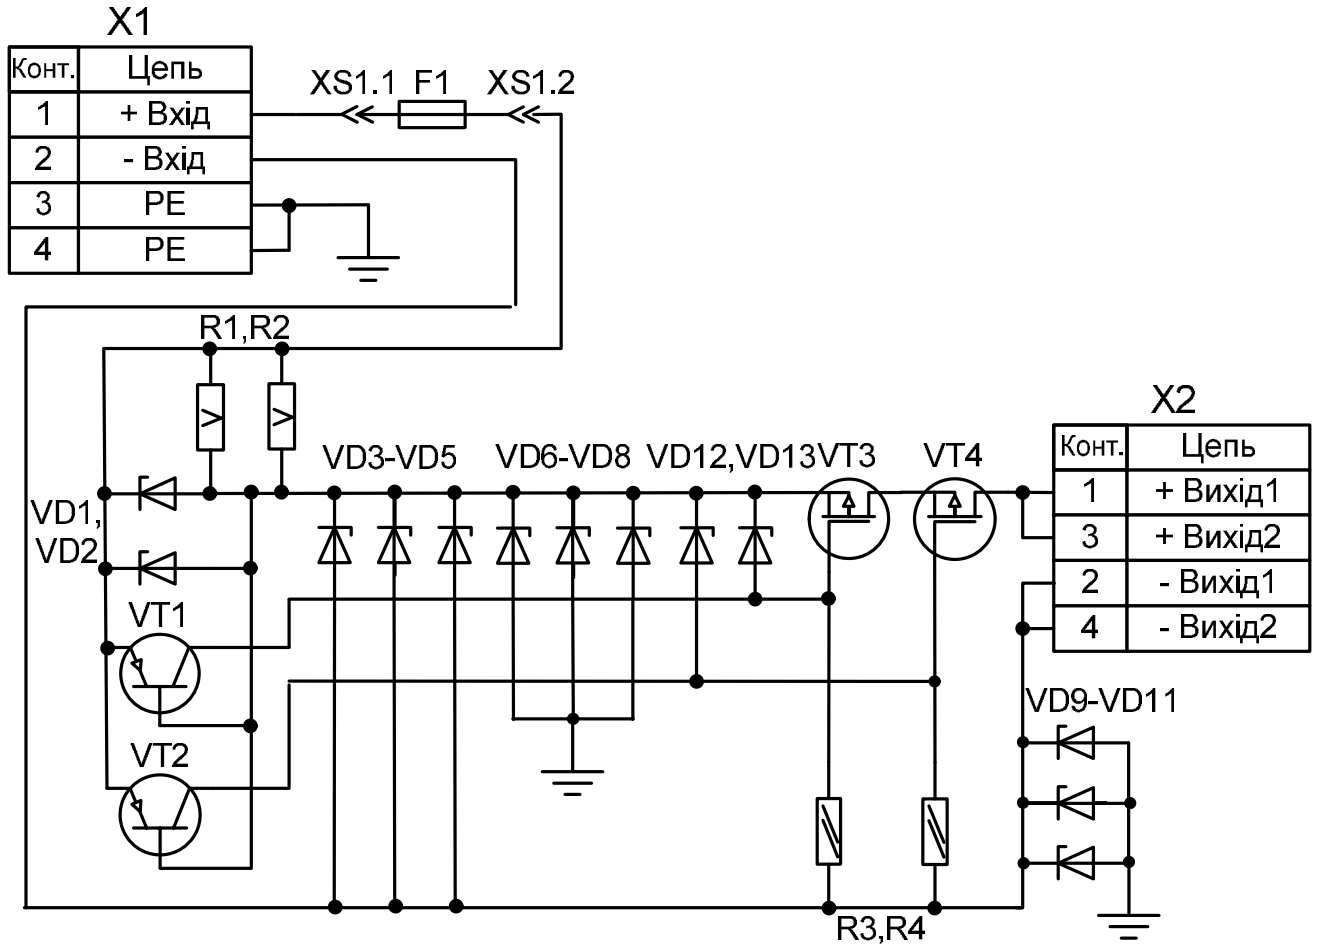 X1
Конт. Цепь
1 + Вхід
2 - Вхід
3 PE
4 PE
XS1.1 F1 XS1.2
R1,R2
VD1,
VD2
VD3-VD5 VD6-VD8 VD12,VD13 VT3 VT4
VT1
VT2
X2
Конт. Цепь
1 + Вихід1
3 + Вихід2
2 - Вихід1
4 - Вихід2
VD9-VD11
R3,R4